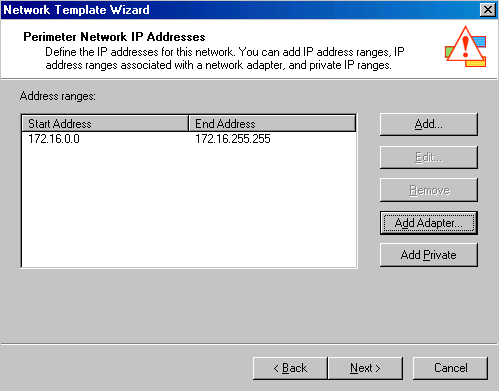 Network Template Wizard
Perimeter Network IP Addresses
Define the IP addresses for this network. You can add IP address ranges, IP
address ranges associated with a network adapter, and private IP ranges.
Address ranges:
Start Address End Address
172.16.0.0 172.16.255.255
Add...
Edit...
Remove
Add Adapter...
Add Private
< Back Next > Cancel